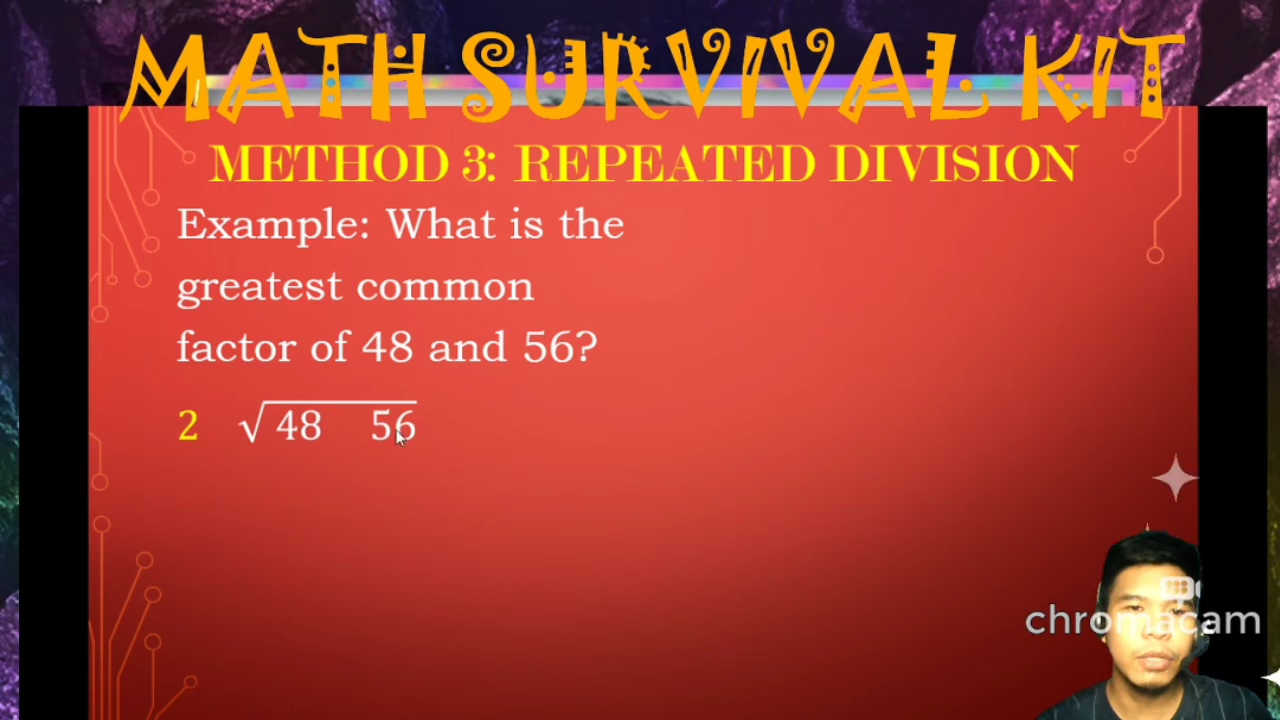 MATH SURVIVAL KIT
METHOD 3: REPEATED DIVISION
Example: What is the
greatest common
factor of 48 and 56?
2 √48 56
chromacam